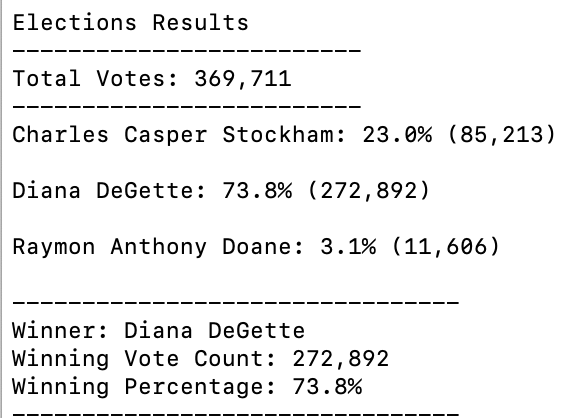 Elections Results
-------------------------
Total Votes: 369,711
-------------------------
Charles Casper Stockham: 23.0% (85,213)
Diana DeGette: 73.8% (272,892)
Raymon Anthony Doane: 3.1% (11,606)
--------------------------------
Winner: Diana DeGette
Winning Vote Count: 272,892
Winning Percentage: 73.8%
--------------------------------